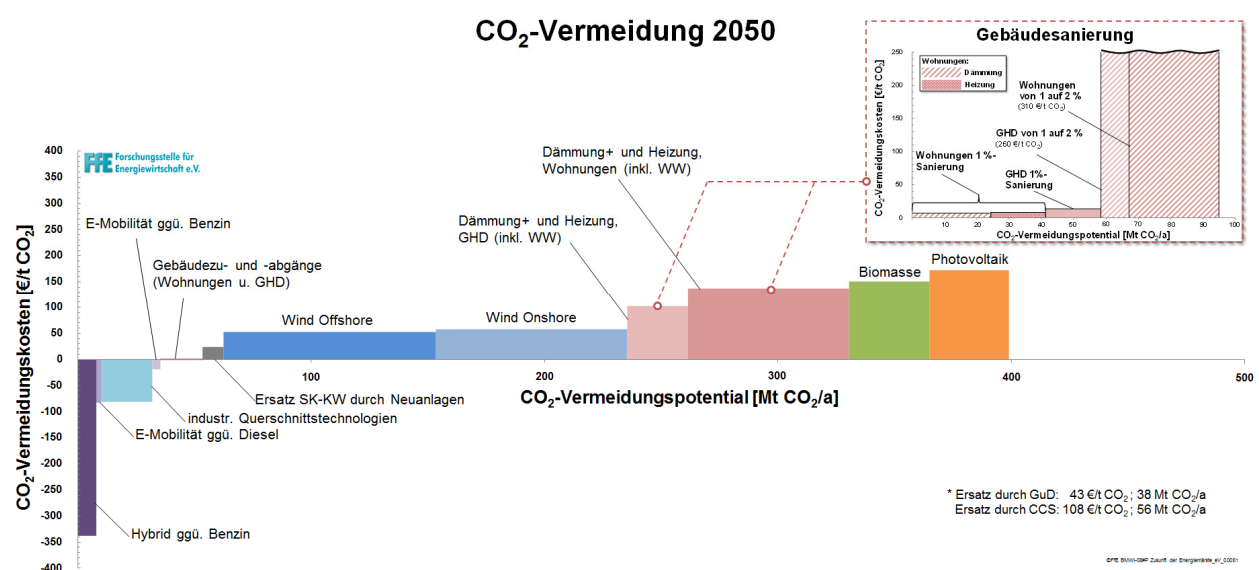 CO₂-Vermeidung 2050
Gebäudesanierung
CO₂-Vermeidungskosten [€/t CO₂]
250
200
150
100
50
0
Wohnungen:
Dämmung
Heizung
Wohnungen
von 1 auf 2 %
(310 €/t CO₂)
GHD von 1 auf 2 %
(260 €/t CO₂)
Wohnungen 1 %-
Sanierung
GHD 1%-
Sanierung
10 20 30 40 50 60 70 80 90 100
CO₂-Vermeidungspotential [Mt CO₂/a]
FfE Forschungsstelle für
Energiewirtschaft e.V.
CO₂-Vermeidungskosten [€/t CO₂]
400
350
300
250
200
150
100
50
0
-50
-100
-150
-200
-250
-300
-350
-400
E-Mobilität ggü. Benzin
Gebäudezu- und -abgänge
(Wohnungen u. GHD)
Dämmung+ und Heizung,
Wohnungen (inkl. WW)
Dämmung+ und Heizung,
GHD (inkl. WW)
Wind Offshore
Wind Onshore
Biomasse
Photovoltaik
100 200 300 400 500
CO₂-Vermeidungspotential [Mt CO₂/a]
Ersatz SK-KW durch Neuanlagen
industr. Querschnittstechnologien
E-Mobilität ggü. Diesel
Hybrid ggü. Benzin
* Ersatz durch GuD: 43 €/t CO₂ ; 38 Mt CO₂/a
Ersatz durch CCS: 108 €/t CO₂ ; 56 Mt CO₂/a
Zukunft der Energiemärkte_eV_00061